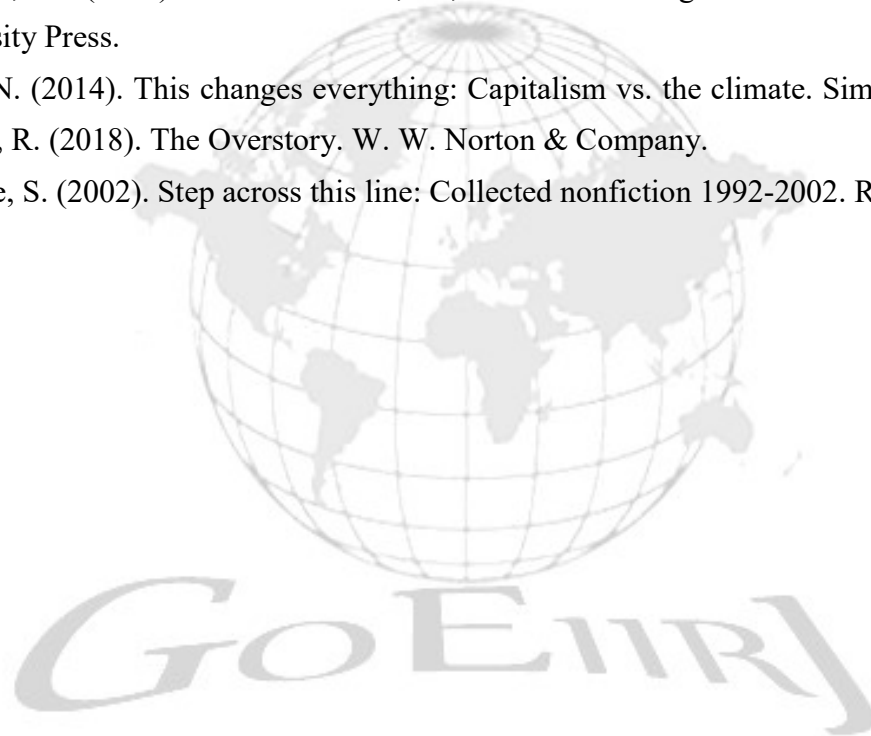 sity Press.
N. (2014). This changes everything: Capitalism vs. the climate. Sim
, R. (2018). The Overstory. W. W. Norton & Company.
e, S. (2002). Step across this line: Collected nonfiction 1992-2002. R
GOEIIRJ